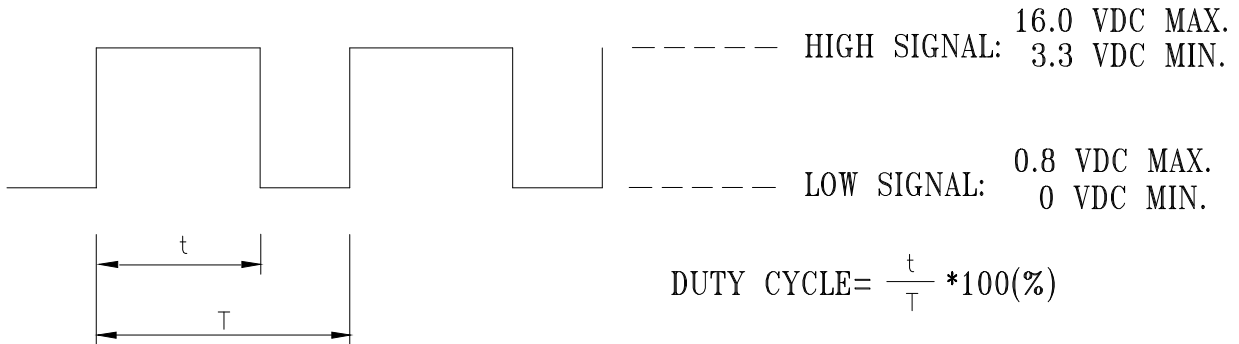 16.0 VDC MAX.
HIGH SIGNAL: 3.3 VDC MIN.
0.8 VDC MAX.
LOW SIGNAL: 0 VDC MIN.
t
DUTY CYCLE= t/T *100(%)
T